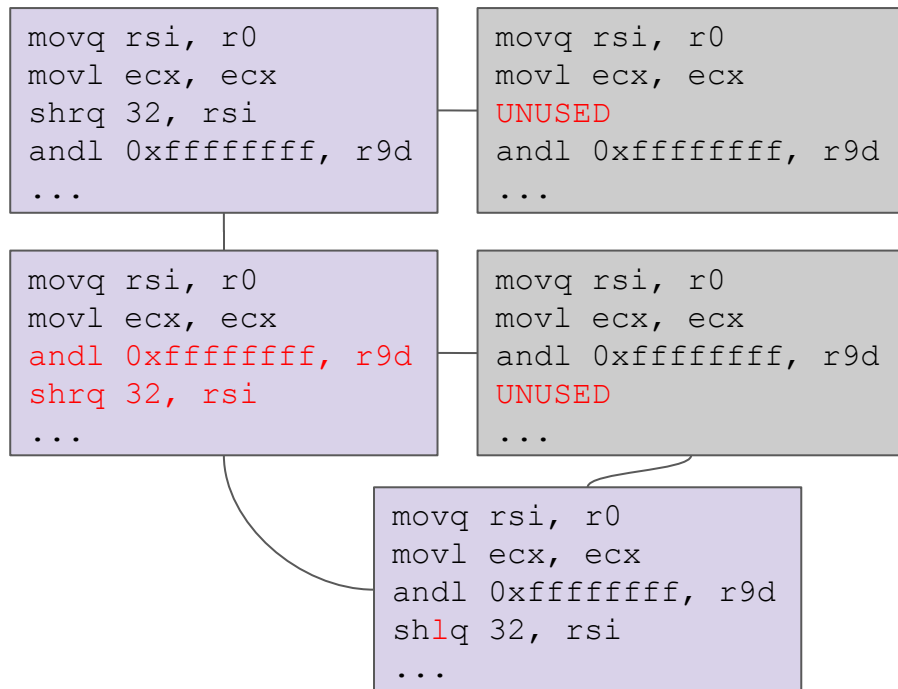 movq rsi, r0
movl ecx, ecx
shrq 32, rsi
andl 0xffffffff, r9d
...
movq rsi, r0
movl ecx, ecx
UNUSED
andl 0xffffffff, r9d
...
movq rsi, r0
movl ecx, ecx
andl 0xffffffff, r9d
shrq 32, rsi
...
movq rsi, r0
movl ecx, ecx
andl 0xffffffff, r9d
UNUSED
...
movq rsi, r0
movl ecx, ecx
andl 0xffffffff, r9d
shlq 32, rsi
...